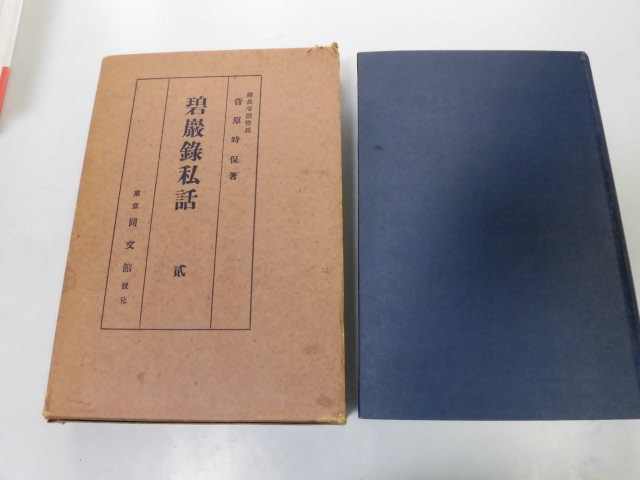 建長寺派管長
菅原時保著
碧巖錄私話 貳
東京 同文館 發兌